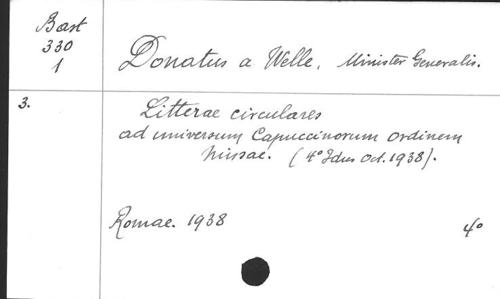 Bast
330
1
Donatus a Welle, Minister Generalis.
3.
Litterae circulares
ad universum Capuccinorum ordinem
missae. (4° Idus Oct. 1938).
Romae. 1938
4°